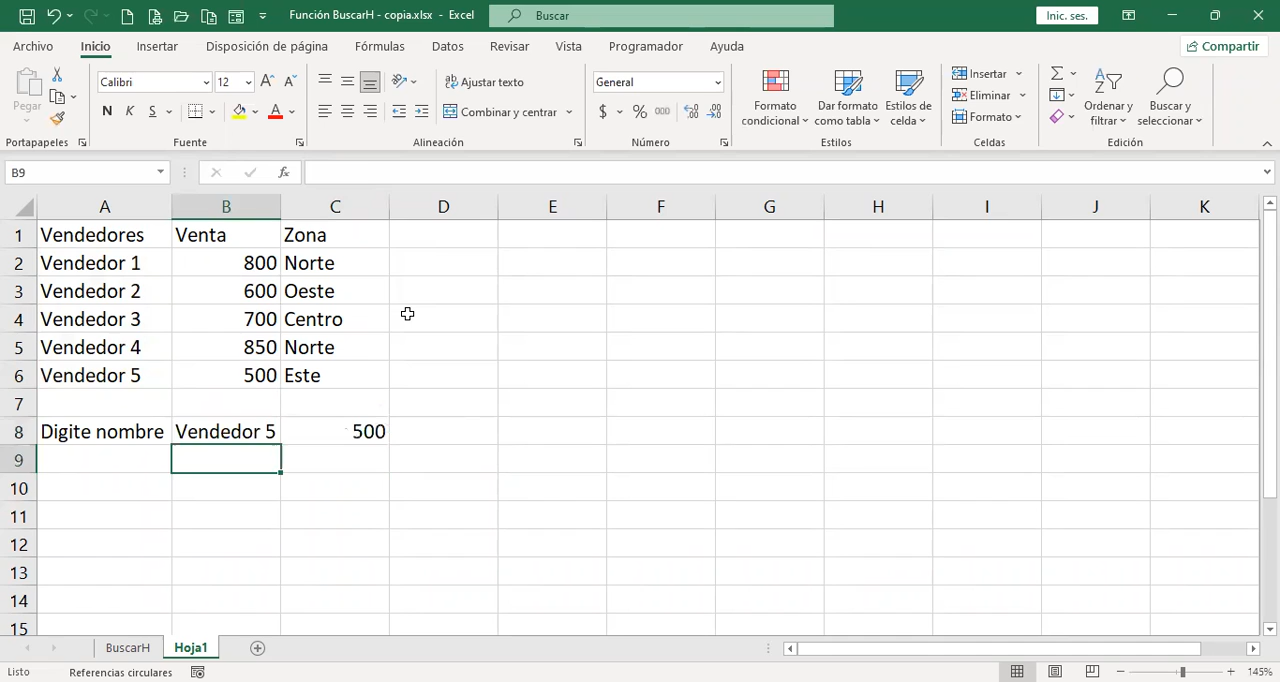 Función BuscarH - copia.xlsx - Excel
Buscar
Inic. ses.
Archivo Inicio Insertar Disposición de página Fórmulas Datos Revisar Vista Programador Ayuda
Compartir
Pegar
Calibri 12
N K S
Ajustar texto
Combinar y centrar
General
$ % 000
Formato condicional
Dar formato como tabla
Estilos de celda
Insertar
Eliminar
Formato
Ordenar y filtrar
Buscar y seleccionar
Portapapeles Fuente Alineación Número Estilos Celdas Edición
B9
A B C D E F G H I J K
1 Vendedores Venta Zona
2 Vendedor 1 800 Norte
3 Vendedor 2 600 Oeste
4 Vendedor 3 700 Centro
5 Vendedor 4 850 Norte
6 Vendedor 5 500 Este
7
8 Digite nombre Vendedor 5 500
9
10
11
12
13
14
15
BuscarH Hoja1
Listo Referencias circulares 145%